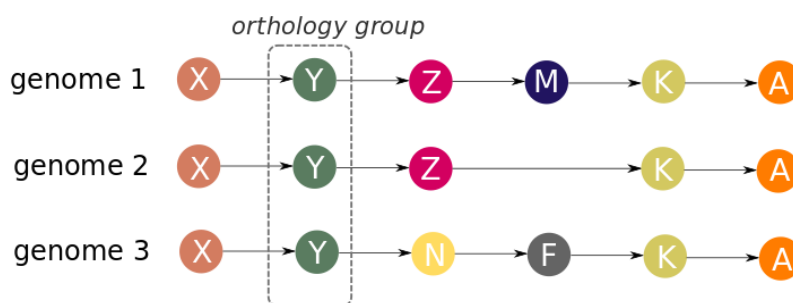 orthology group
genome 1 X Y Z M K A
genome 2 X Y Z K A
genome 3 X Y N F K A